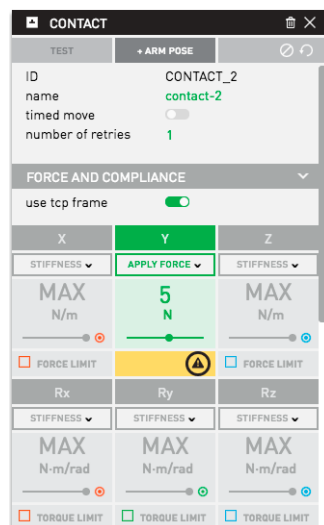 CONTACT
TEST + ARM POSE
ID CONTACT_2
name contact-2
timed move
number of retries 1
FORCE AND COMPLIANCE
use tcp frame
X Y Z
STIFFNESS APPLY FORCE STIFFNESS
MAX 5 MAX
N/m N N/m
FORCE LIMIT FORCE LIMIT
Rx Ry Rz
STIFFNESS STIFFNESS STIFFNESS
MAX MAX MAX
N·m/rad N·m/rad N·m/rad
TORQUE LIMIT TORQUE LIMIT TORQUE LIMIT